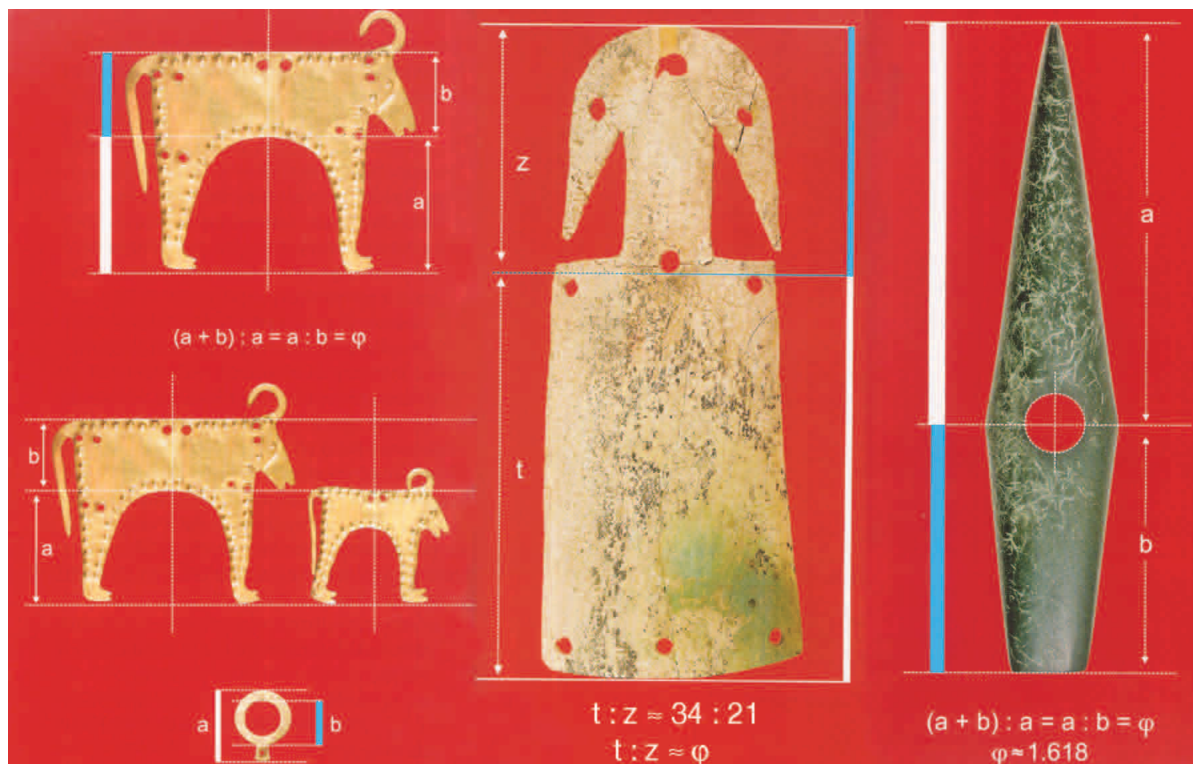 b
a
(a + b) : a = a : b = φ
b
a
a
b
z
t
t : z ≈ 34 : 21
t : z ≈ φ
a
b
(a + b) : a = a : b = φ
φ ≈ 1.618